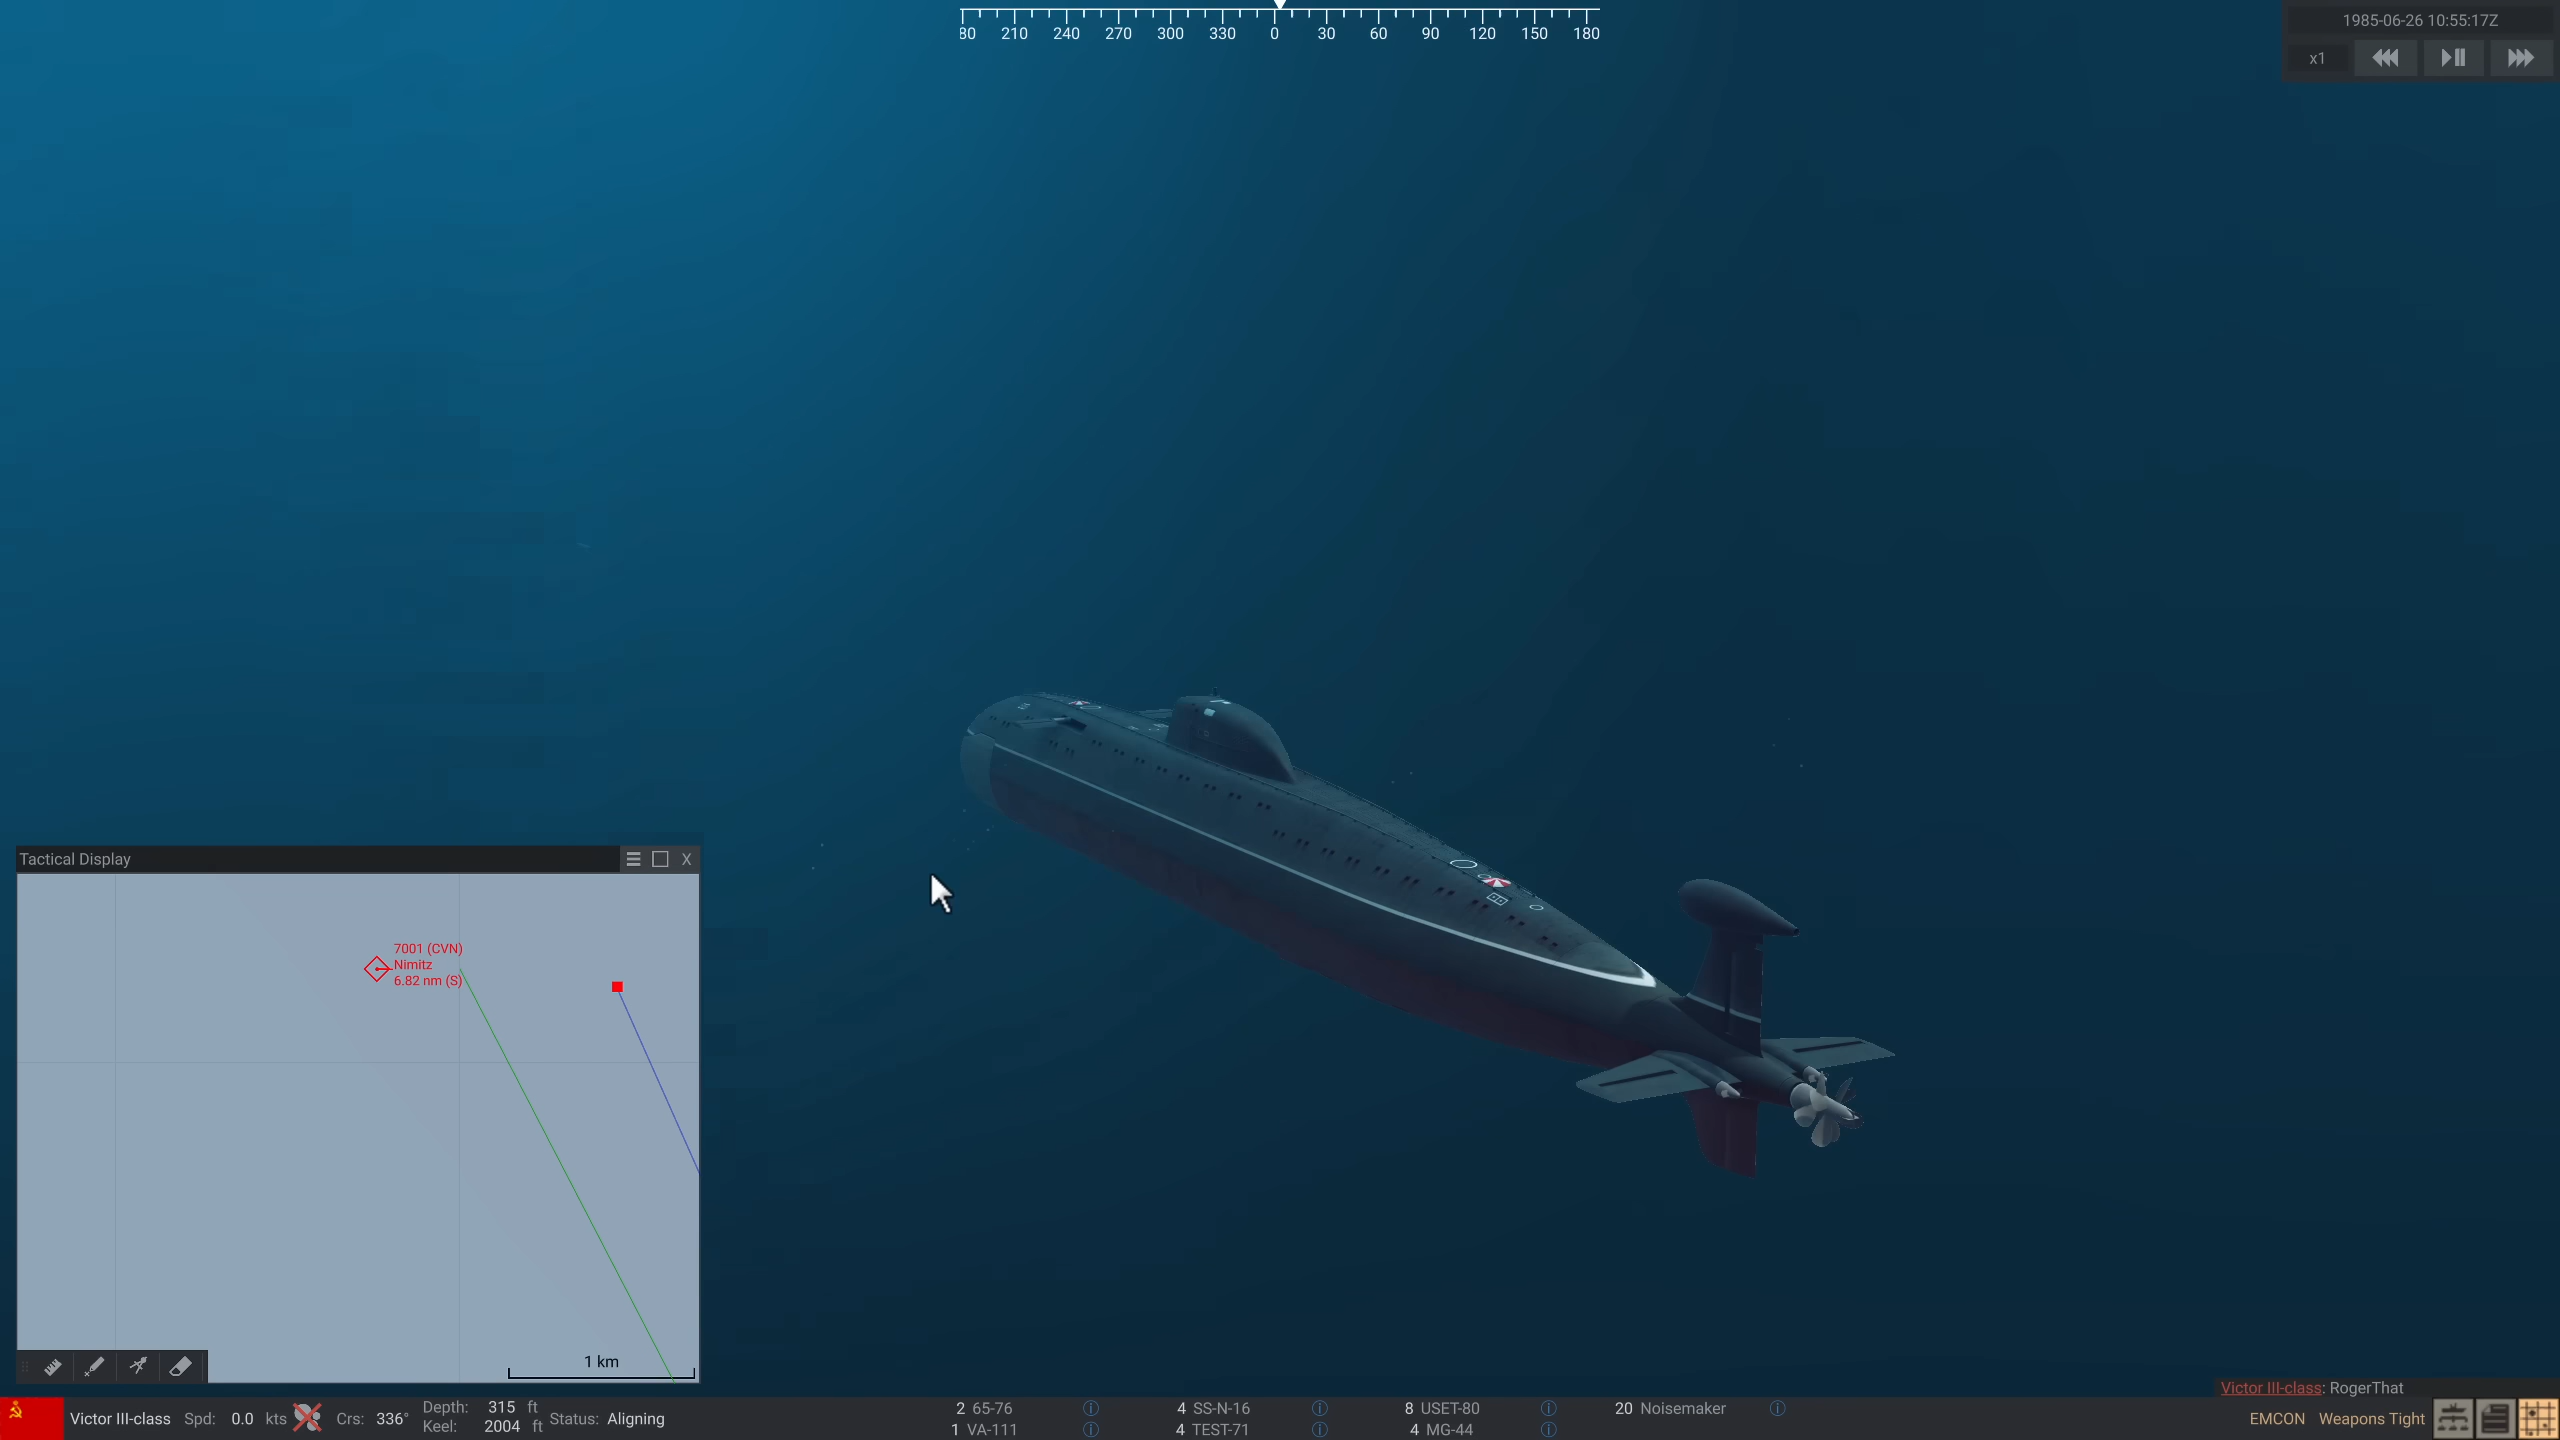 80 210 240 270 300 330 0 30 60 90 120 150 180
1985-06-26 10:55:17Z
x1
Tactical Display
X
7001 (CVN)
Nimitz
6.82 nm (S)
1 km
Victor III-class: RogerThat
Victor III-class Spd: 0.0 kts Crs: 336° Depth: 315 ft Status: Aligning
Keel: 2004 ft
2 65-76 4 SS-N-16 8 USET-80 20 Noisemaker
1 VA-111 4 TEST-71 4 MG-44
EMCON Weapons Tight